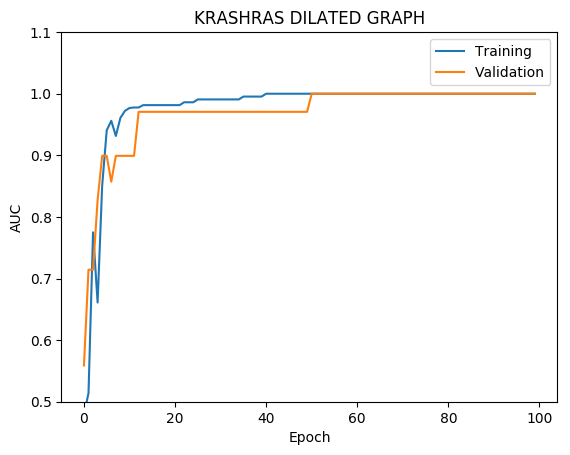 KRASHRAS DILATED GRAPH
1.1
1.0
0.9
0.8
0.7
0.6
0.5
AUC
Training
Validation
0 20 40 60 80 100
Epoch